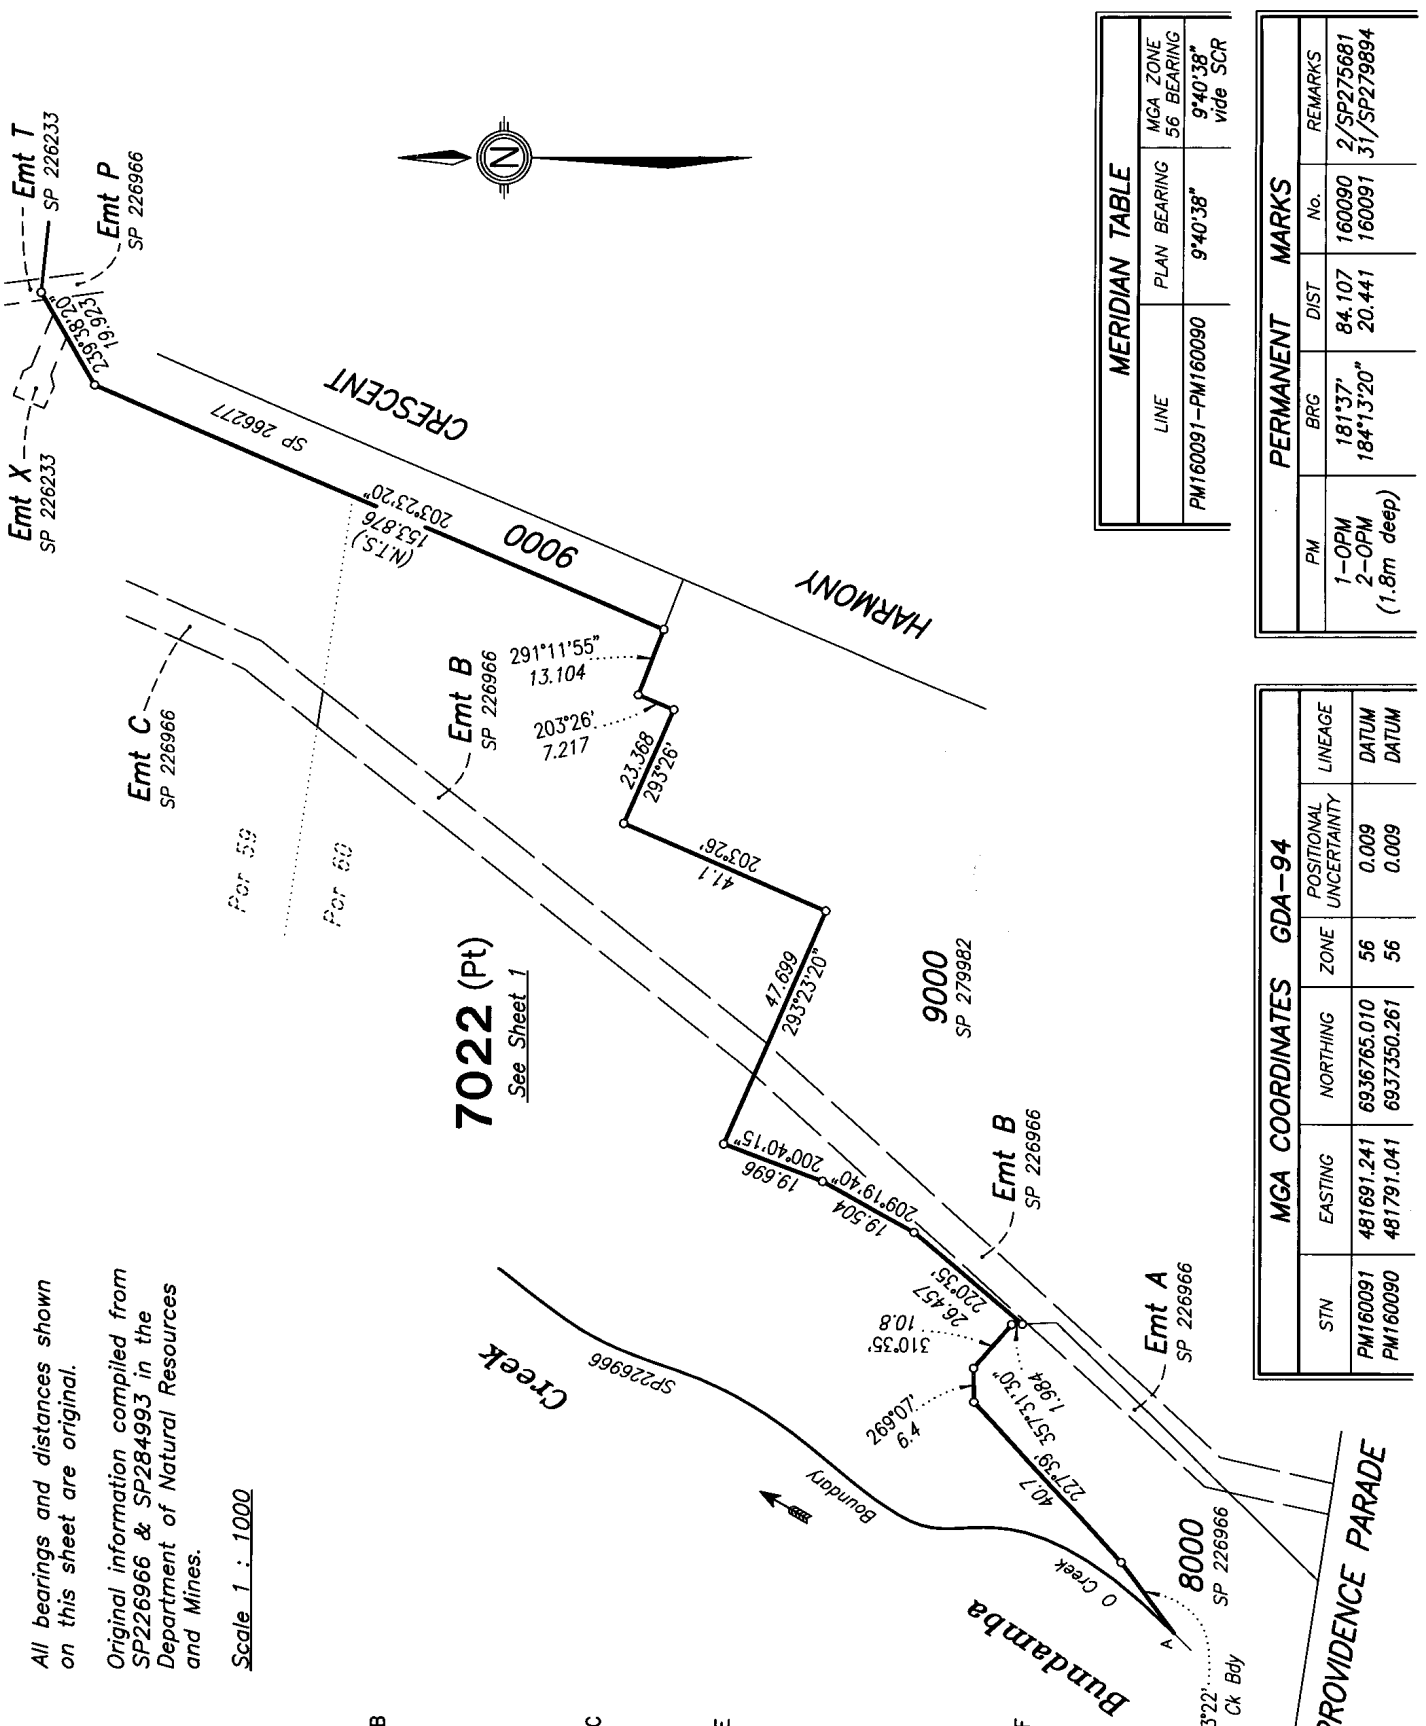 All bearings and distances shown
on this sheet are original.
Original information compiled from
SP226966 & SP284993 in the
Department of Natural Resources
and Mines.
Scale 1 : 1000
Emt X
SP 226233
Emt T
SP 226233
Emt P
SP 226966
239°38'20"
19.923
SP 266277
CRESCENT
203°23'20"
153.876
(N.T.S.)
9000
HARMONY
Emt C
SP 226966
Por 59
Por 60
Emt B
SP 226966
291°11'55"
13.104
203°26'
7.217
23.368
293°26'
203°26'
41.1
7022 (Pt)
See Sheet 1
47.699
293°23'20"
9000
SP 279982
200°40'15"
19.696
209°19'40"
19.504
220°35'
26.457
310°35'
10.8
357°31'30"
1.984
269°07'
6.4
227°39'
40.7
Emt B
SP 226966
Emt A
SP 226966
Creek
SP226966
Boundary
O Creek
Bundamba
8000
SP 226966
A
3°22'
Ck Bdy
PROVIDENCE PARADE
B
C
E
F
N
MERIDIAN TABLE
LINE PLAN BEARING MGA ZONE 56 BEARING
PM160091-PM160090 9°40'38" 9°40'38"
vide SCR
PERMANENT MARKS
PM BRG DIST No. REMARKS
1-OPM 181°37' 84.107 160090 2/SP275681
2-OPM 184°13'20" 20.441 160091 31/SP279894
(1.8m deep)
MGA COORDINATES GDA-94
STN EASTING NORTHING ZONE POSITIONAL UNCERTAINTY LINEAGE
PM160091 481691.241 6936765.010 56 0.009 DATUM
PM160090 481791.041 6937350.261 56 0.009 DATUM